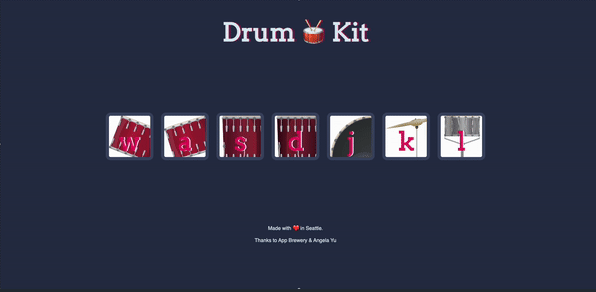 Drum 🥁 Kit
w a s d j k l
Made with ❤️ in Seattle.
Thanks to App Brewery & Angela Yu